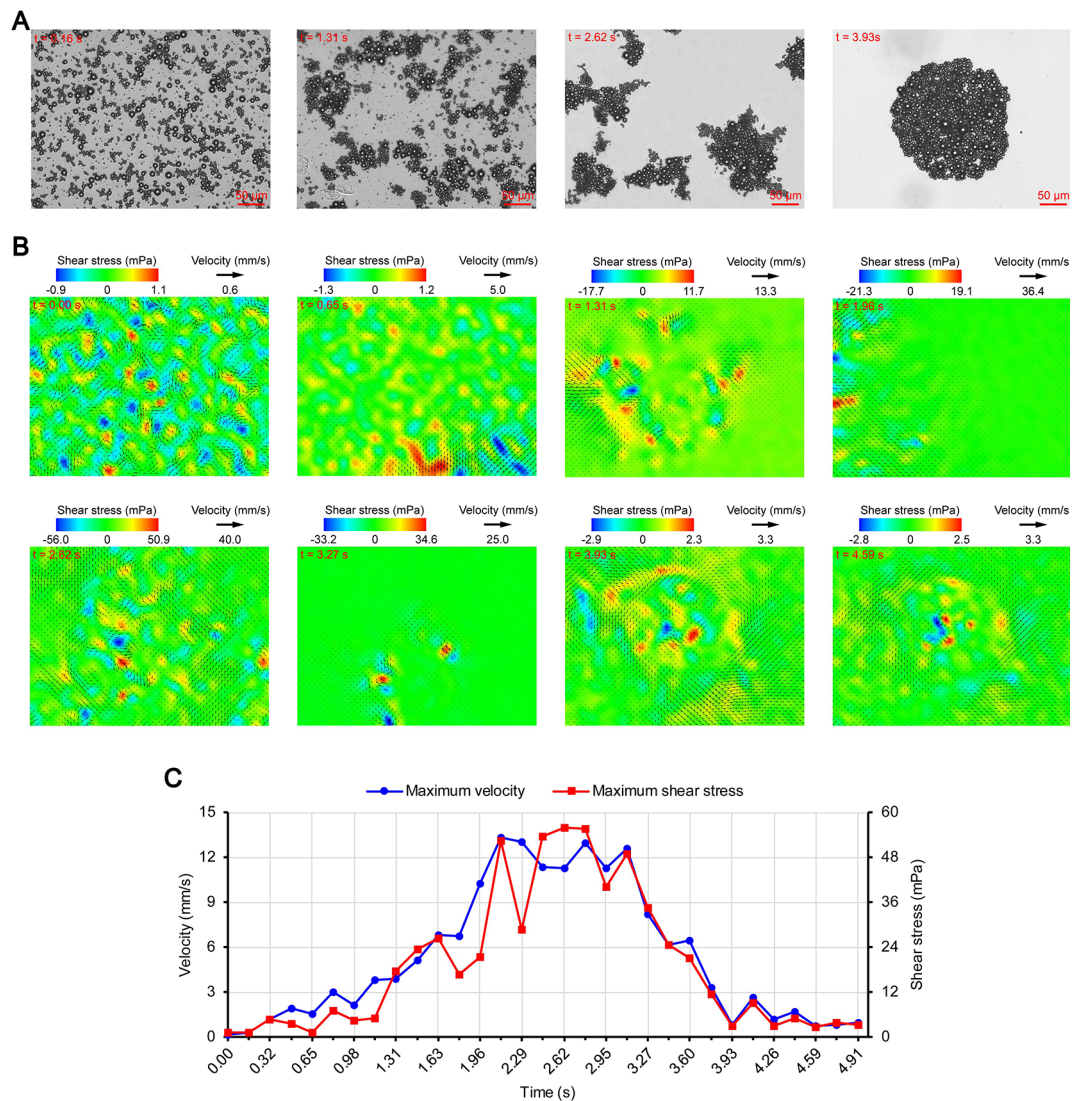 A
t = 0.16s
t = 1.31s
t = 2.62 s
t = 3.93s
50 µm
50 µm
50 µm
50 µm
B
Shear stress (mPa) Velocity (mm/s)
-0.9 0 1.1 0.6
t = 0.00 s
Shear stress (mPa) Velocity (mm/s)
-1.3 0 1.2 5.0
t = 0.65 s
Shear stress (mPa) Velocity (mm/s)
-17.7 0 11.7 13.3
t = 1.31 s
Shear stress (mPa) Velocity (mm/s)
-21.3 0 19.1 36.4
t = 1.96 s
Shear stress (mPa) Velocity (mm/s)
-56.0 0 50.9 40.0
t = 2.62 s
Shear stress (mPa) Velocity (mm/s)
-33.2 0 34.6 25.0
t = 3.27 s
Shear stress (mPa) Velocity (mm/s)
-2.9 0 2.3 3.3
t = 3.93 s
Shear stress (mPa) Velocity (mm/s)
-2.8 0 2.5 3.3
t = 4.59 s
C
Maximum velocity Maximum shear stress
Velocity (mm/s)
15
12
9
6
3
0
60
48
36
24
12
0
Shear stress (mPa)
0.00 0.32 0.65 0.98 1.31 1.63 1.96 2.29 2.62 2.95 3.27 3.60 3.93 4.26 4.59 4.91
Time (s)